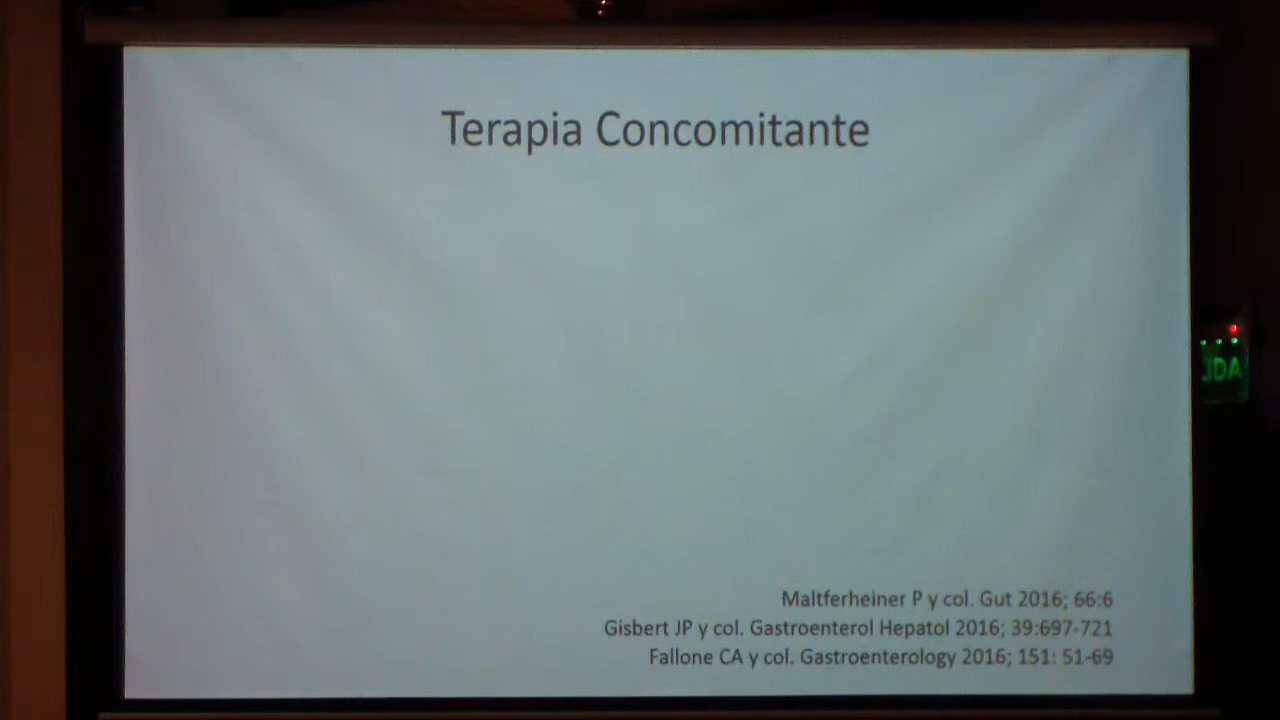 Terapia Concomitante
IDA
Maltferheiner P y col. Gut 2016; 66:6
Gisbert JP y col. Gastroenterol Hepatol 2016; 39:697-721
Fallone CA y col. Gastroenterology 2016; 151: 51-69